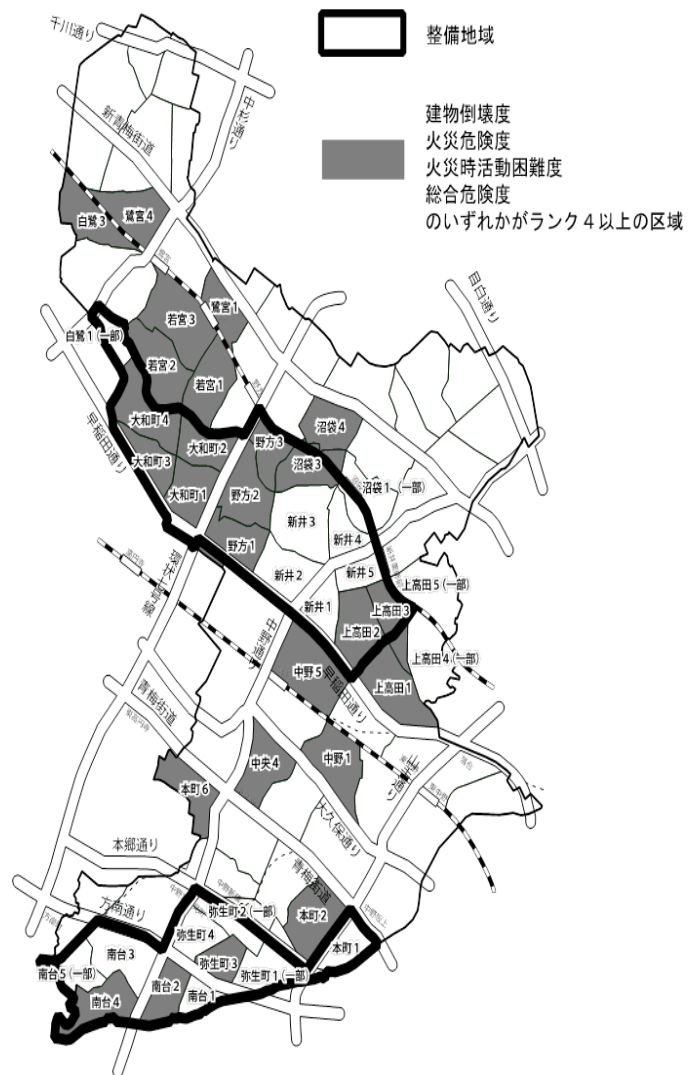 整備地域
建物倒壊度
火災危険度
火災時活動困難度
総合危険度
のいずれかがランク4以上の区域
千川通り
中杉通り
新青梅街道
白鷺3
鷺宮4
目白通り
鷺宮1
若宮3
白鷺1(一部)
若宮2
若宮1
大和町4
沼袋4
早稲田通り
大和町2
野方3
大和町3
沼袋3
沼袋1(一部)
大和町1
野方2
新井3
新井4
野方1
環状七号線
新井2
新井5
上高田5(一部)
新井1
上高田3
中野通り
上高田2
上高田4(一部)
中野5
早稲田通り
上高田1
青梅街道
中央4
中野1
山手通り
本町6
大久保通り
本郷通り
青梅街道
方南通り
弥生町2(一部)
本町2
弥生町4
本町1
南台3
弥生町3
南台5(一部)
弥生町1(一部)
南台2
南台4
南台1